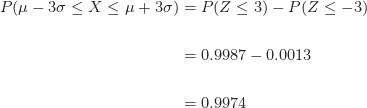 P(μ − 3σ ≤ X ≤ μ + 3σ) = P(Z ≤ 3) − P(Z ≤ −3)
= 0.9987 − 0.0013
= 0.9974